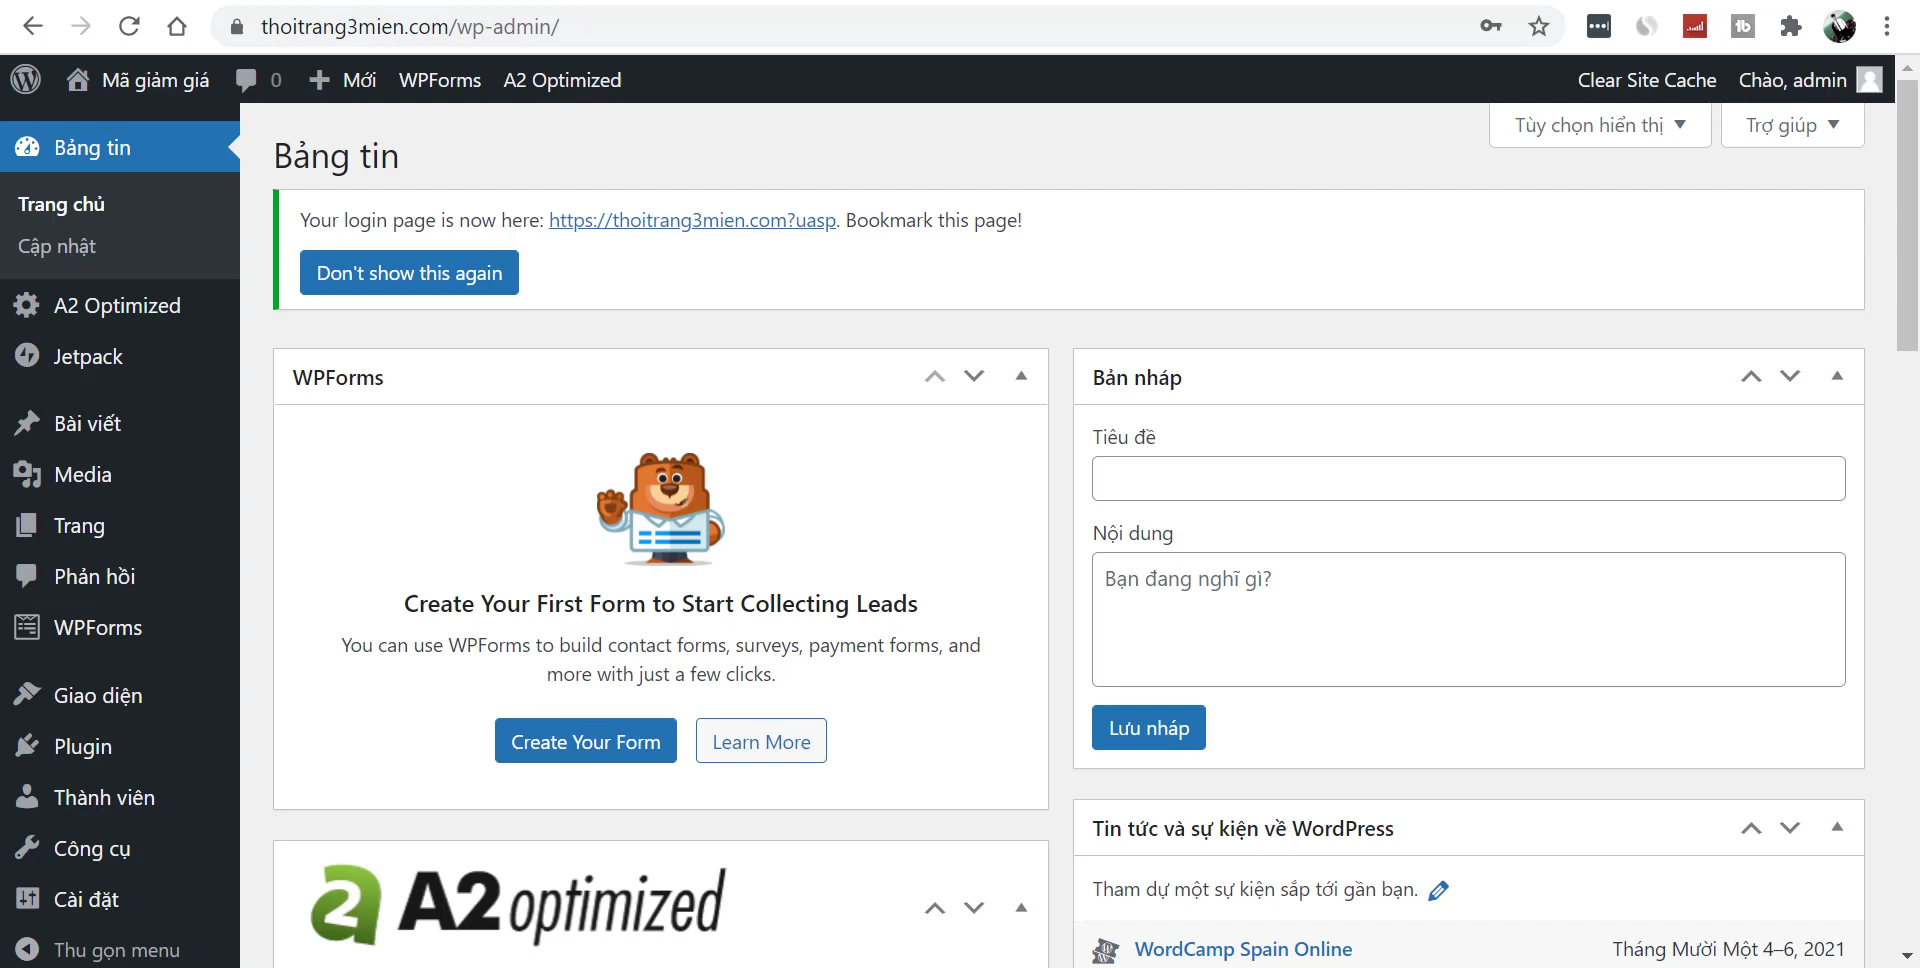 thoitrang3mien.com/wp-admin/
Mã giảm giá 0 Mới WPForms A2 Optimized Clear Site Cache Chào, admin
Bảng tin
Trang chủ
Cập nhật
A2 Optimized
Jetpack
Bài viết
Media
Trang
Phản hồi
WPForms
Giao diện
Plugin
Thành viên
Công cụ
Cài đặt
Thu gọn menu
Tùy chọn hiển thị ▼ Trợ giúp ▼
Bảng tin
Your login page is now here: https://thoitrang3mien.com?uasp. Bookmark this page!
Don't show this again
WPForms
Create Your First Form to Start Collecting Leads
You can use WPForms to build contact forms, surveys, payment forms, and
more with just a few clicks.
Create Your Form Learn More
a2 A2 optimized
Bản nháp
Tiêu đề
Nội dung
Bạn đang nghĩ gì?
Lưu nháp
Tin tức và sự kiện về WordPress
Tham dự một sự kiện sắp tới gần bạn.
WordCamp Spain Online Tháng Mười Một 4–6, 2021